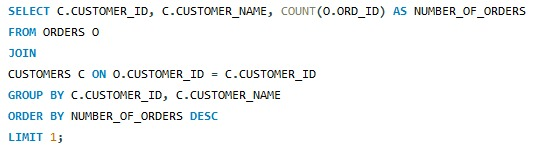 SELECT C.CUSTOMER_ID, C.CUSTOMER_NAME, COUNT(O.ORD_ID) AS NUMBER_OF_ORDERS
FROM ORDERS O
JOIN
CUSTOMERS C ON O.CUSTOMER_ID = C.CUSTOMER_ID
GROUP BY C.CUSTOMER_ID, C.CUSTOMER_NAME
ORDER BY NUMBER_OF_ORDERS DESC
LIMIT 1;